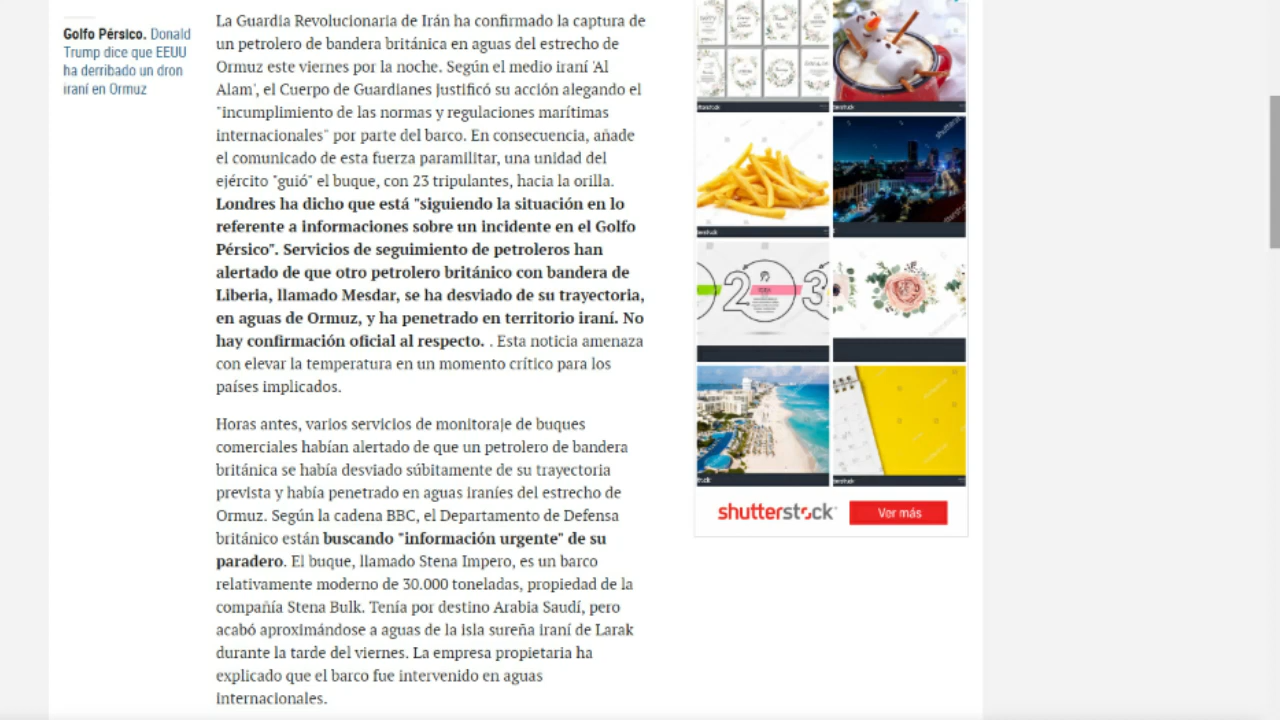 Golfo Pérsico. Donald
Trump dice que EEUU
ha derribado un dron
iraní en Ormuz
La Guardia Revolucionaria de Irán ha confirmado la captura de
un petrolero de bandera británica en aguas del estrecho de
Ormuz este viernes por la noche. Según el medio iraní 'Al
Alam', el Cuerpo de Guardianes justificó su acción alegando el
"incumplimiento de las normas y regulaciones marítimas
internacionales" por parte del barco. En consecuencia, añade
el comunicado de esta fuerza paramilitar, una unidad del
ejército "guió" el buque, con 23 tripulantes, hacia la orilla.
Londres ha dicho que está "siguiendo la situación en lo
referente a informaciones sobre un incidente en el Golfo
Pérsico". Servicios de seguimiento de petroleros han
alertado de que otro petrolero británico con bandera de
Liberia, llamado Mesdar, se ha desviado de su trayectoria,
en aguas de Ormuz, y ha penetrado en territorio iraní. No
hay confirmación oficial al respecto. . Esta noticia amenaza
con elevar la temperatura en un momento crítico para los
países implicados.
Horas antes, varios servicios de monitoraje de buques
comerciales habían alertado de que un petrolero de bandera
británica se había desviado súbitamente de su trayectoria
prevista y había penetrado en aguas iraníes del estrecho de
Ormuz. Según la cadena BBC, el Departamento de Defensa
británico están buscando "información urgente" de su
paradero. El buque, llamado Stena Impero, es un barco
relativamente moderno de 30.000 toneladas, propiedad de la
compañía Stena Bulk. Tenía por destino Arabia Saudí, pero
acabó aproximándose a aguas de la isla sureña iraní de Larak
durante la tarde del viernes. La empresa propietaria ha
explicado que el barco fue intervenido en aguas
internacionales.
2 3
shutterstock
Ver más